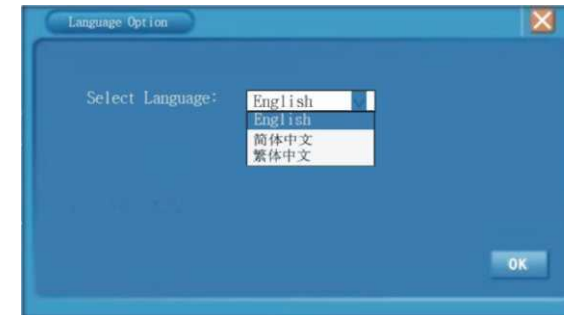 Language Option
Select Language:
English
English
简体中文
繁体中文
OK